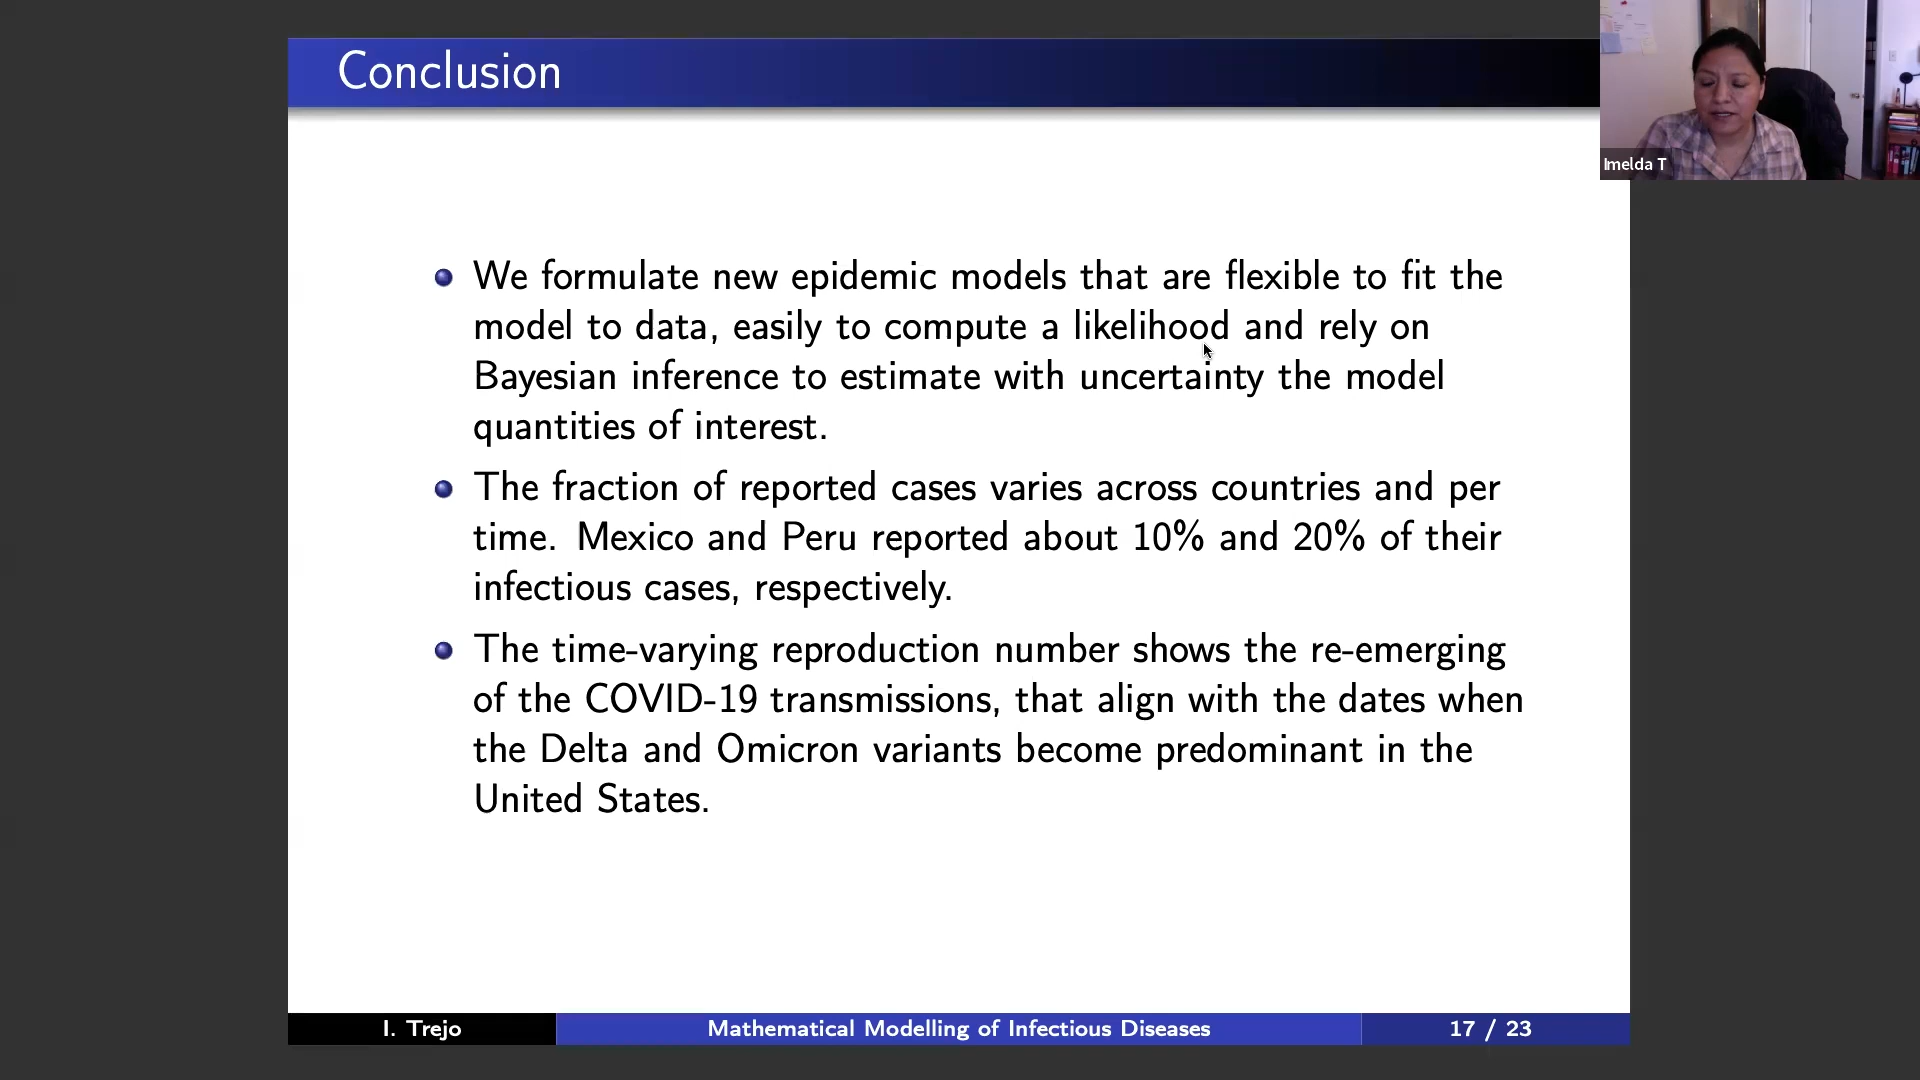 Conclusion
Imelda T
We formulate new epidemic models that are flexible to fit the
model to data, easily to compute a likelihood and rely on
Bayesian inference to estimate with uncertainty the model
quantities of interest.
The fraction of reported cases varies across countries and per
time. Mexico and Peru reported about 10% and 20% of their
infectious cases, respectively.
The time-varying reproduction number shows the re-emerging
of the COVID-19 transmissions, that align with the dates when
the Delta and Omicron variants become predominant in the
United States.
I. Trejo
Mathematical Modelling of Infectious Diseases
17 / 23